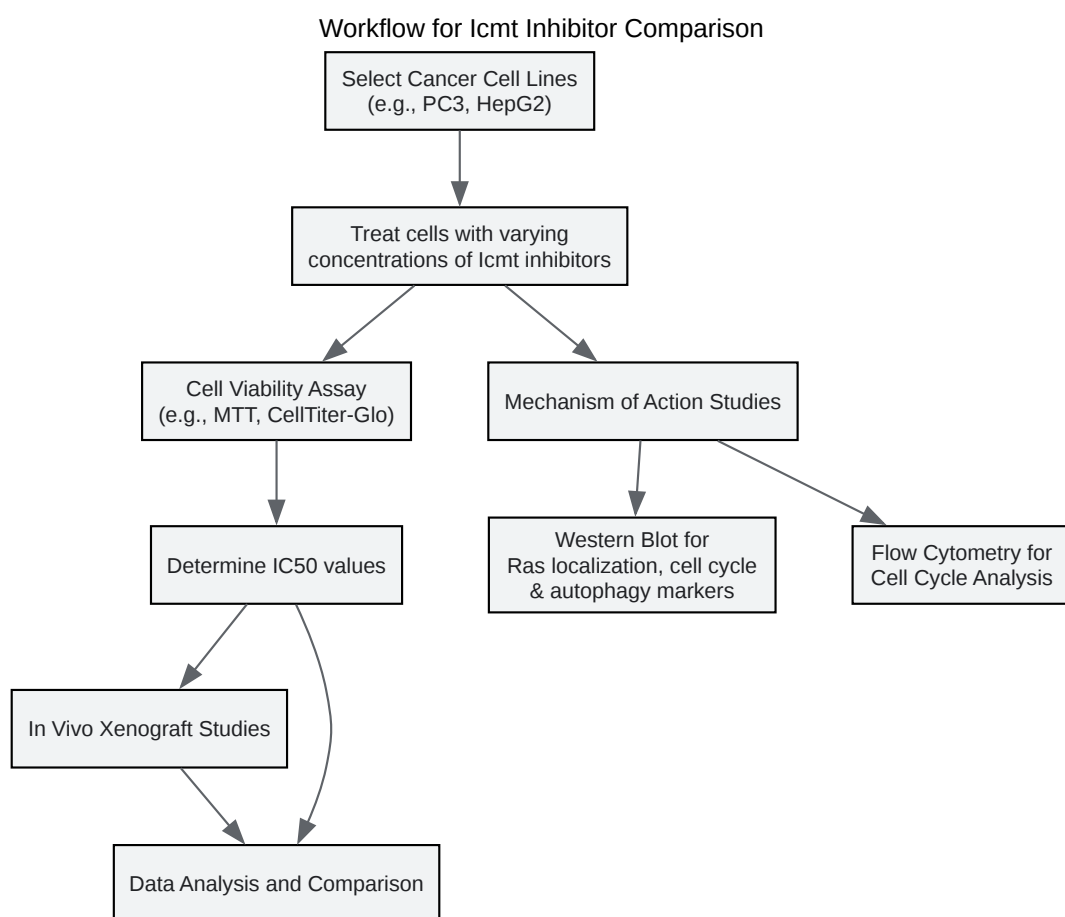 Workflow for Icmt Inhibitor Comparison
Select Cancer Cell Lines
(e.g., PC3, HepG2)
Treat cells with varying
concentrations of Icmt inhibitors
Cell Viability Assay
(e.g., MTT, CellTiter-Glo)
Mechanism of Action Studies
Determine IC50 values
Western Blot for
Ras localization, cell cycle
& autophagy markers
Flow Cytometry for
Cell Cycle Analysis
In Vivo Xenograft Studies
Data Analysis and Comparison